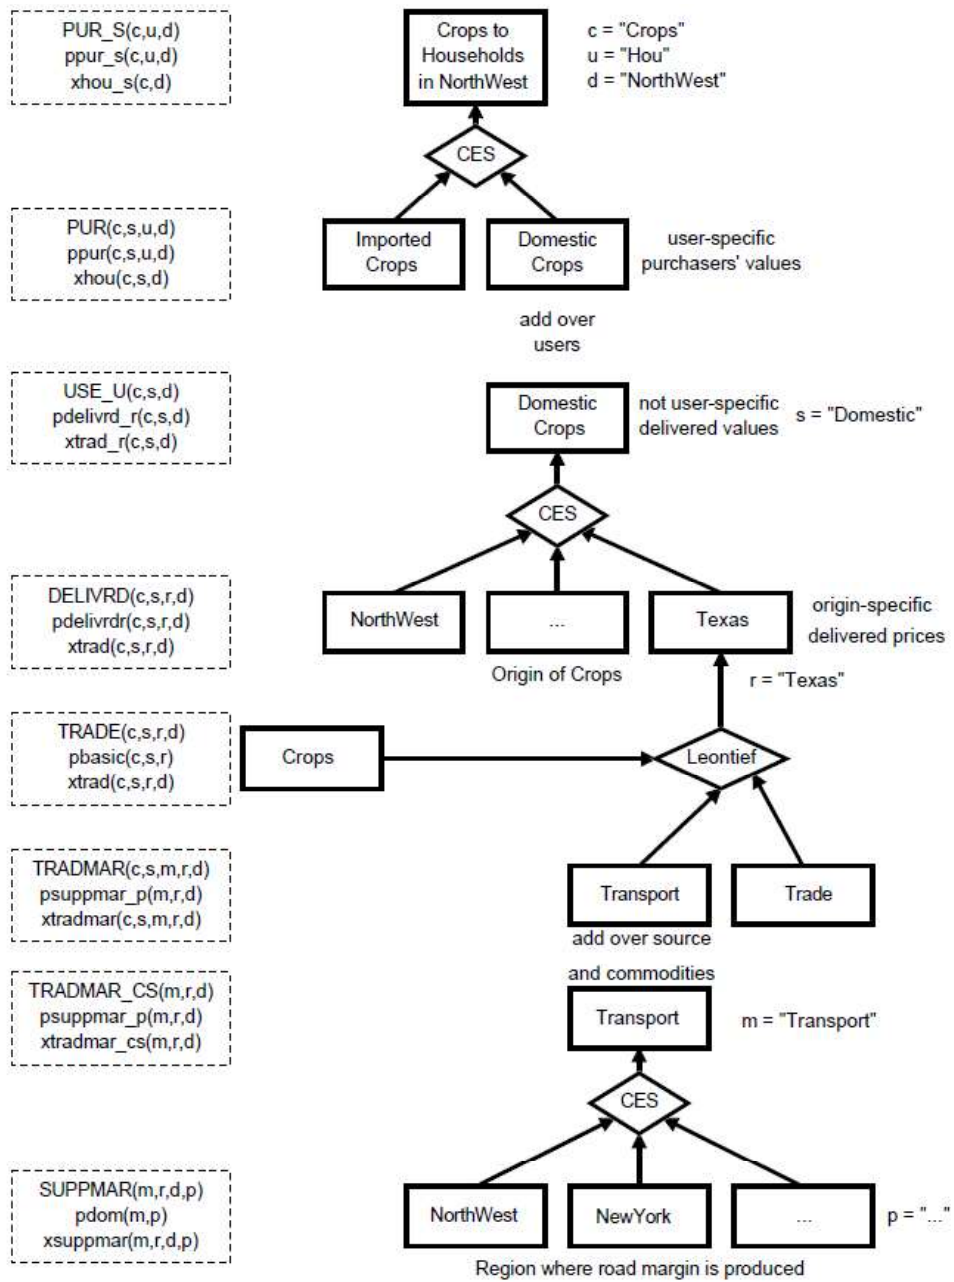 PUR_S(c,u,d)
ppur_s(c,u,d)
xhou_s(c,d)
Crops to
Households
in NorthWest
c = "Crops"
u = "Hou"
d = "NorthWest"
CES
PUR(c,s,u,d)
ppur(c,s,u,d)
xhou(c,s,d)
Imported
Crops
Domestic
Crops
user-specific
purchasers' values
add over
users
USE_U(c,s,d)
pdelivrd_r(c,s,d)
xtrad_r(c,s,d)
Domestic
Crops
not user-specific
delivered values
s = "Domestic"
CES
DELIVRD(c,s,r,d)
pdelivrdr(c,s,r,d)
xtrad(c,s,r,d)
NorthWest
...
Texas
origin-specific
delivered prices
Origin of Crops
r = "Texas"
TRADE(c,s,r,d)
pbasic(c,s,r)
xtrad(c,s,r,d)
Crops
Leontief
TRADMAR(c,s,m,r,d)
psuppmar_p(m,r,d)
xtradmar(c,s,m,r,d)
Transport
Trade
add over source
and commodities
TRADMAR_CS(m,r,d)
psuppmar_p(m,r,d)
xtradmar_cs(m,r,d)
Transport
m = "Transport"
CES
SUPPMAR(m,r,d,p)
pdom(m,p)
xsuppmar(m,r,d,p)
NorthWest
NewYork
...
p = "..."
Region where road margin is produced